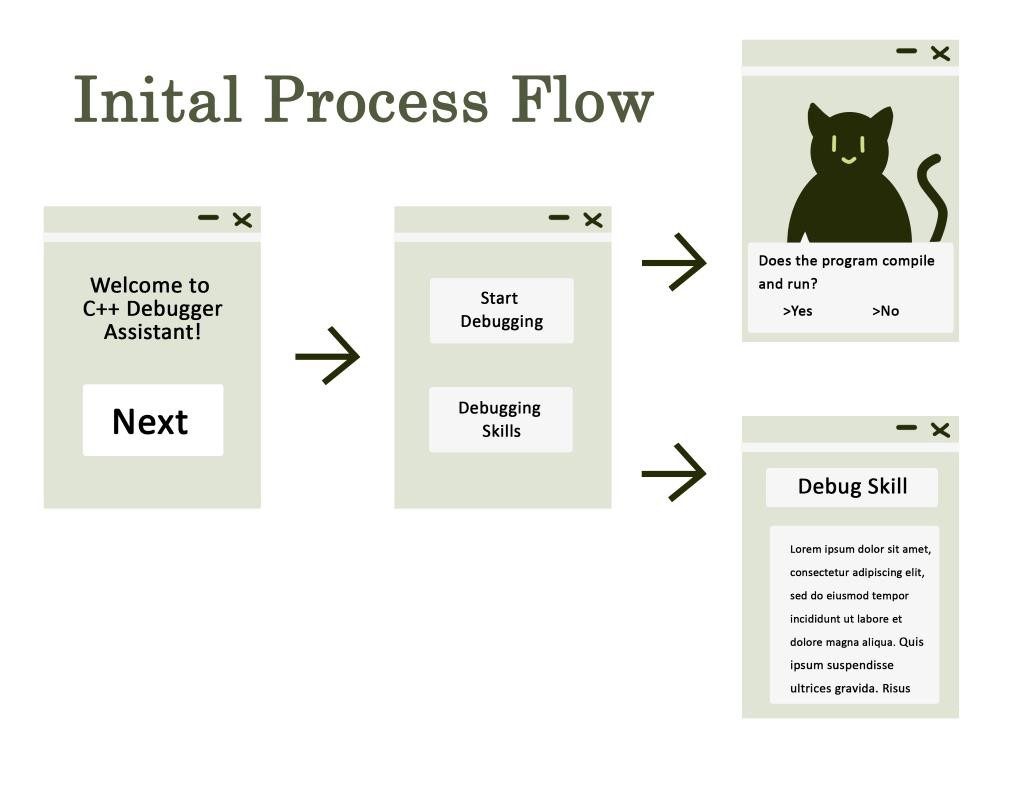 Inital Process Flow
Welcome to
C++ Debugger
Assistant!
Next
Start
Debugging
Debugging
Skills
Does the program compile
and run?
>Yes >No
Debug Skill
Lorem ipsum dolor sit amet,
consectetur adipiscing elit,
sed do eiusmod tempor
incididunt ut labore et
dolore magna aliqua. Quis
ipsum suspendisse
ultrices gravida. Risus